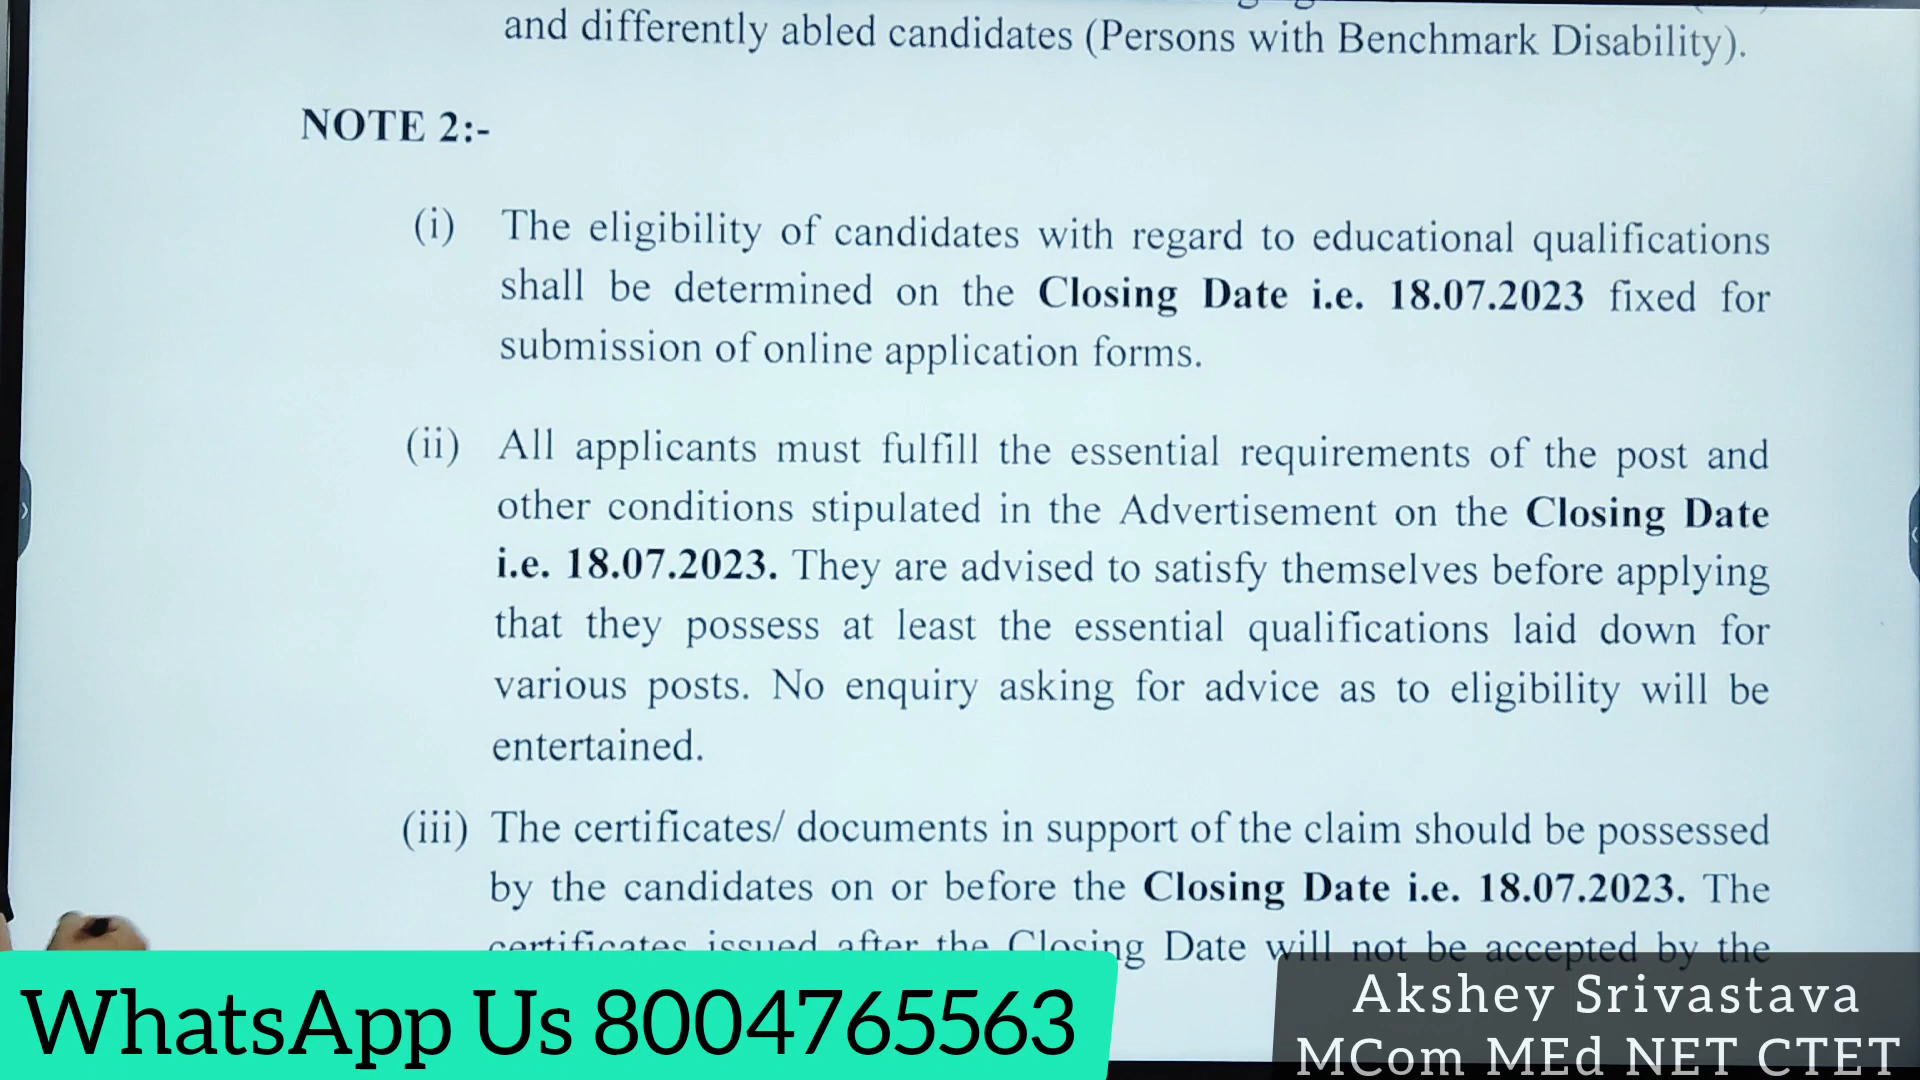 and differently abled candidates (Persons with Benchmark Disability).
NOTE 2:-
(i) The eligibility of candidates with regard to educational qualifications
shall be determined on the Closing Date i.e. 18.07.2023 fixed for
submission of online application forms.
(ii) All applicants must fulfill the essential requirements of the post and
other conditions stipulated in the Advertisement on the Closing Date
i.e. 18.07.2023. They are advised to satisfy themselves before applying
that they possess at least the essential qualifications laid down for
various posts. No enquiry asking for advice as to eligibility will be
entertained.
(iii) The certificates/ documents in support of the claim should be possessed
by the candidates on or before the Closing Date i.e. 18.07.2023. The
certificates issued after the Closing Date will not be accepted by the
WhatsApp Us 8004765563
Akshey Srivastava
MCom MEd NET CTET